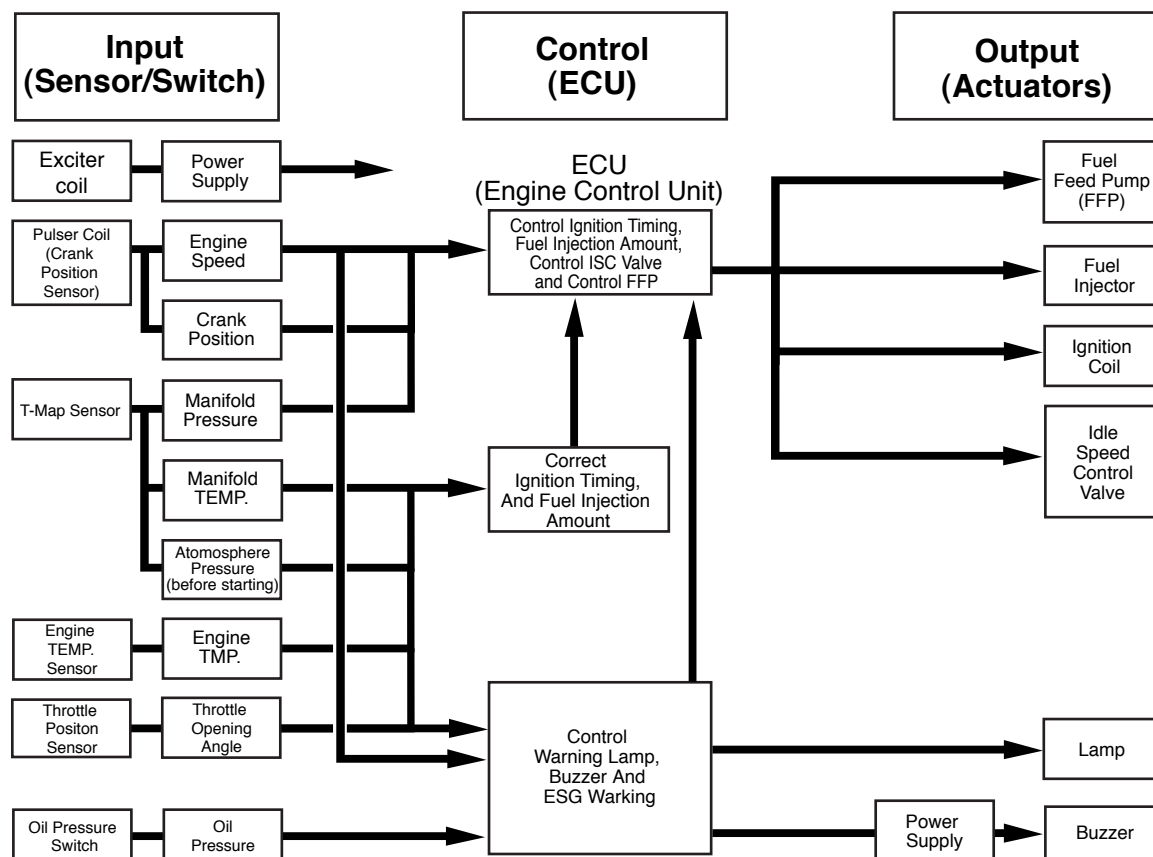 Input
(Sensor/Switch)
Control
(ECU)
Output
(Actuators)
Exciter
coil
Power
Supply
ECU
(Engine Control Unit)
Fuel
Feed Pump
(FFP)
Pulser Coil
(Crank
Position
Sensor)
Engine
Speed
Control Ignition Timing,
Fuel Injection Amount,
Control ISC Valve
and Control FFP
Fuel
Injector
Crank
Position
Ignition
Coil
T-Map Sensor
Manifold
Pressure
Idle
Speed
Control
Valve
Manifold
TEMP.
Correct
Ignition Timing,
And Fuel Injection
Amount
Atomosphere
Pressure
(before starting)
Engine
TEMP. Sensor
Engine
TMP.
Throttle
Positon
Sensor
Throttle
Opening
Angle
Control
Warning Lamp,
Buzzer And
ESG Warking
Lamp
Oil Pressure
Switch
Oil
Pressure
Power
Supply
Buzzer